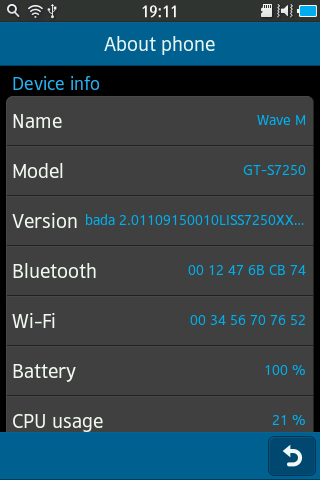 19:11
About phone
Device info
Name Wave M
Model GT-S7250
Version bada 2.01109150010LISS7250XX...
Bluetooth 00 12 47 6B CB 74
Wi-Fi 00 34 56 70 76 52
Battery 100 %
CPU usage 21 %